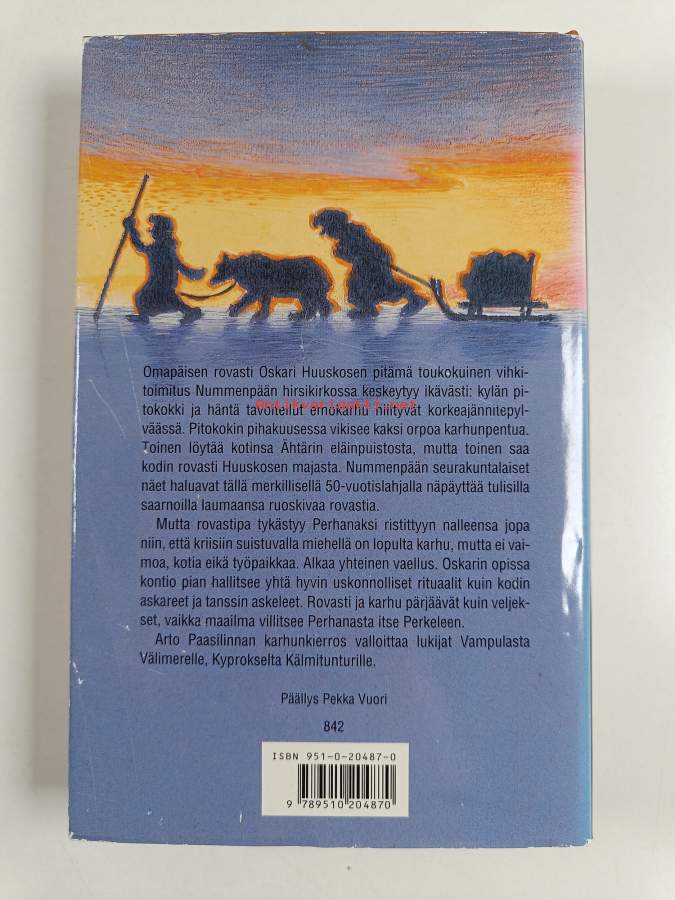 Omapäisen rovasti Oskari Huuskosen pitämä toukokuinen vihki-
toimitus Nummenpään hirsikirkossa keskeytyy ikävästi: kylän pi-
tokokki ja häntä tavoitellut emokarhu hiiltyvät korkeajännitepyl-
väässä. Pitokokin pihakuusessa vikisee kaksi orpoa karhunpentua.
Antikvariaatti.net
Toinen löytää kotinsa Ähtärin eläinpuistosta, mutta toinen saa
kodin rovasti Huuskosen majasta. Nummenpään seurakuntalaiset
näet haluavat tällä merkillisellä 50-vuotislahjalla näpäyttää tulisilla
saarnoilla laumaansa ruoskivaa rovastia.
Mutta rovastipa tykästyy Perhanaksi ristittyyn nalleensa jopa
niin, että kriisiin suistuvalla miehellä on lopulta karhu, mutta ei vai-
moa, kotia eikä työpaikkaa. Alkaa yhteinen vaellus. Oskarin opissa
kontio pian hallitsee yhtä hyvin uskonnolliset rituaalit kuin kodin
askareet ja tanssin askeleet. Rovasti ja karhu pärjäävät kuin veljek-
set, vaikka maailma villitsee Perhanasta itse Perkeleen.
Arto Paasilinnan karhunkierros valloittaa lukijat Vampulasta
Välimerelle, Kyprokselta Kälmitunturille.
Päällys Pekka Vuori
842
ISBN 951-0-20487-0
9 789510 204870